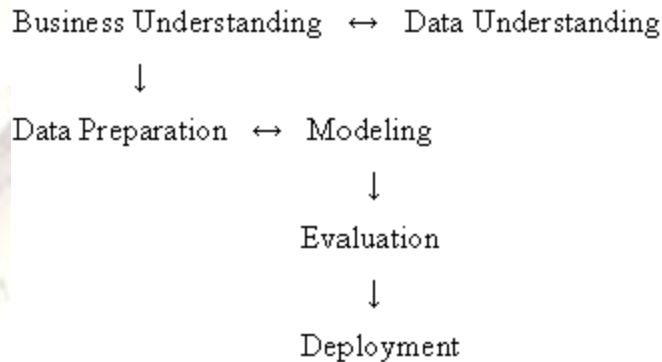 Business Understanding ↔ Data Understanding
↓
Data Preparation ↔ Modeling
↓
Evaluation
↓
Deployment